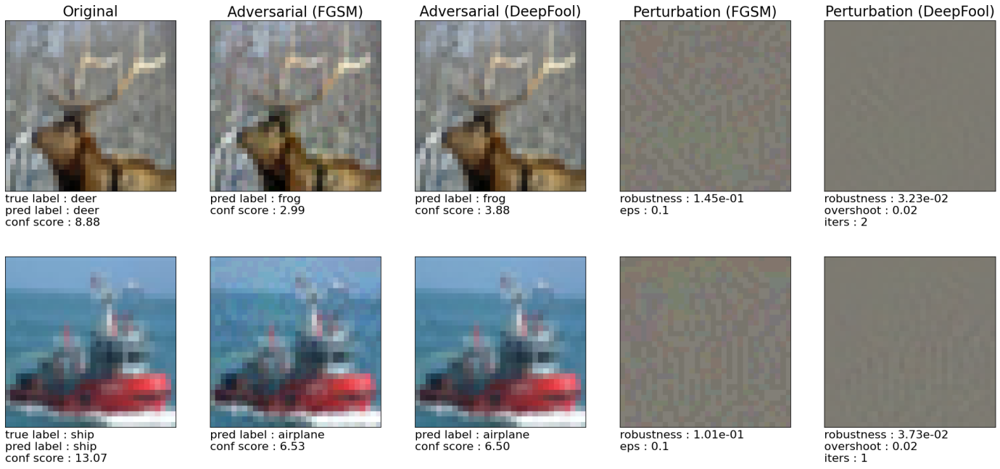 Original
Adversarial (FGSM)
Adversarial (DeepFool)
Perturbation (FGSM)
Perturbation (DeepFool)
true label : deer
pred label : deer
conf score : 8.88
pred label : frog
conf score : 2.99
pred label : frog
conf score : 3.88
robustness : 1.45e-01
eps : 0.1
robustness : 3.23e-02
overshoot : 0.02
iters : 2
true label : ship
pred label : ship
conf score : 13.07
pred label : airplane
conf score : 6.53
pred label : airplane
conf score : 6.50
robustness : 1.01e-01
eps : 0.1
robustness : 3.73e-02
overshoot : 0.02
iters : 1